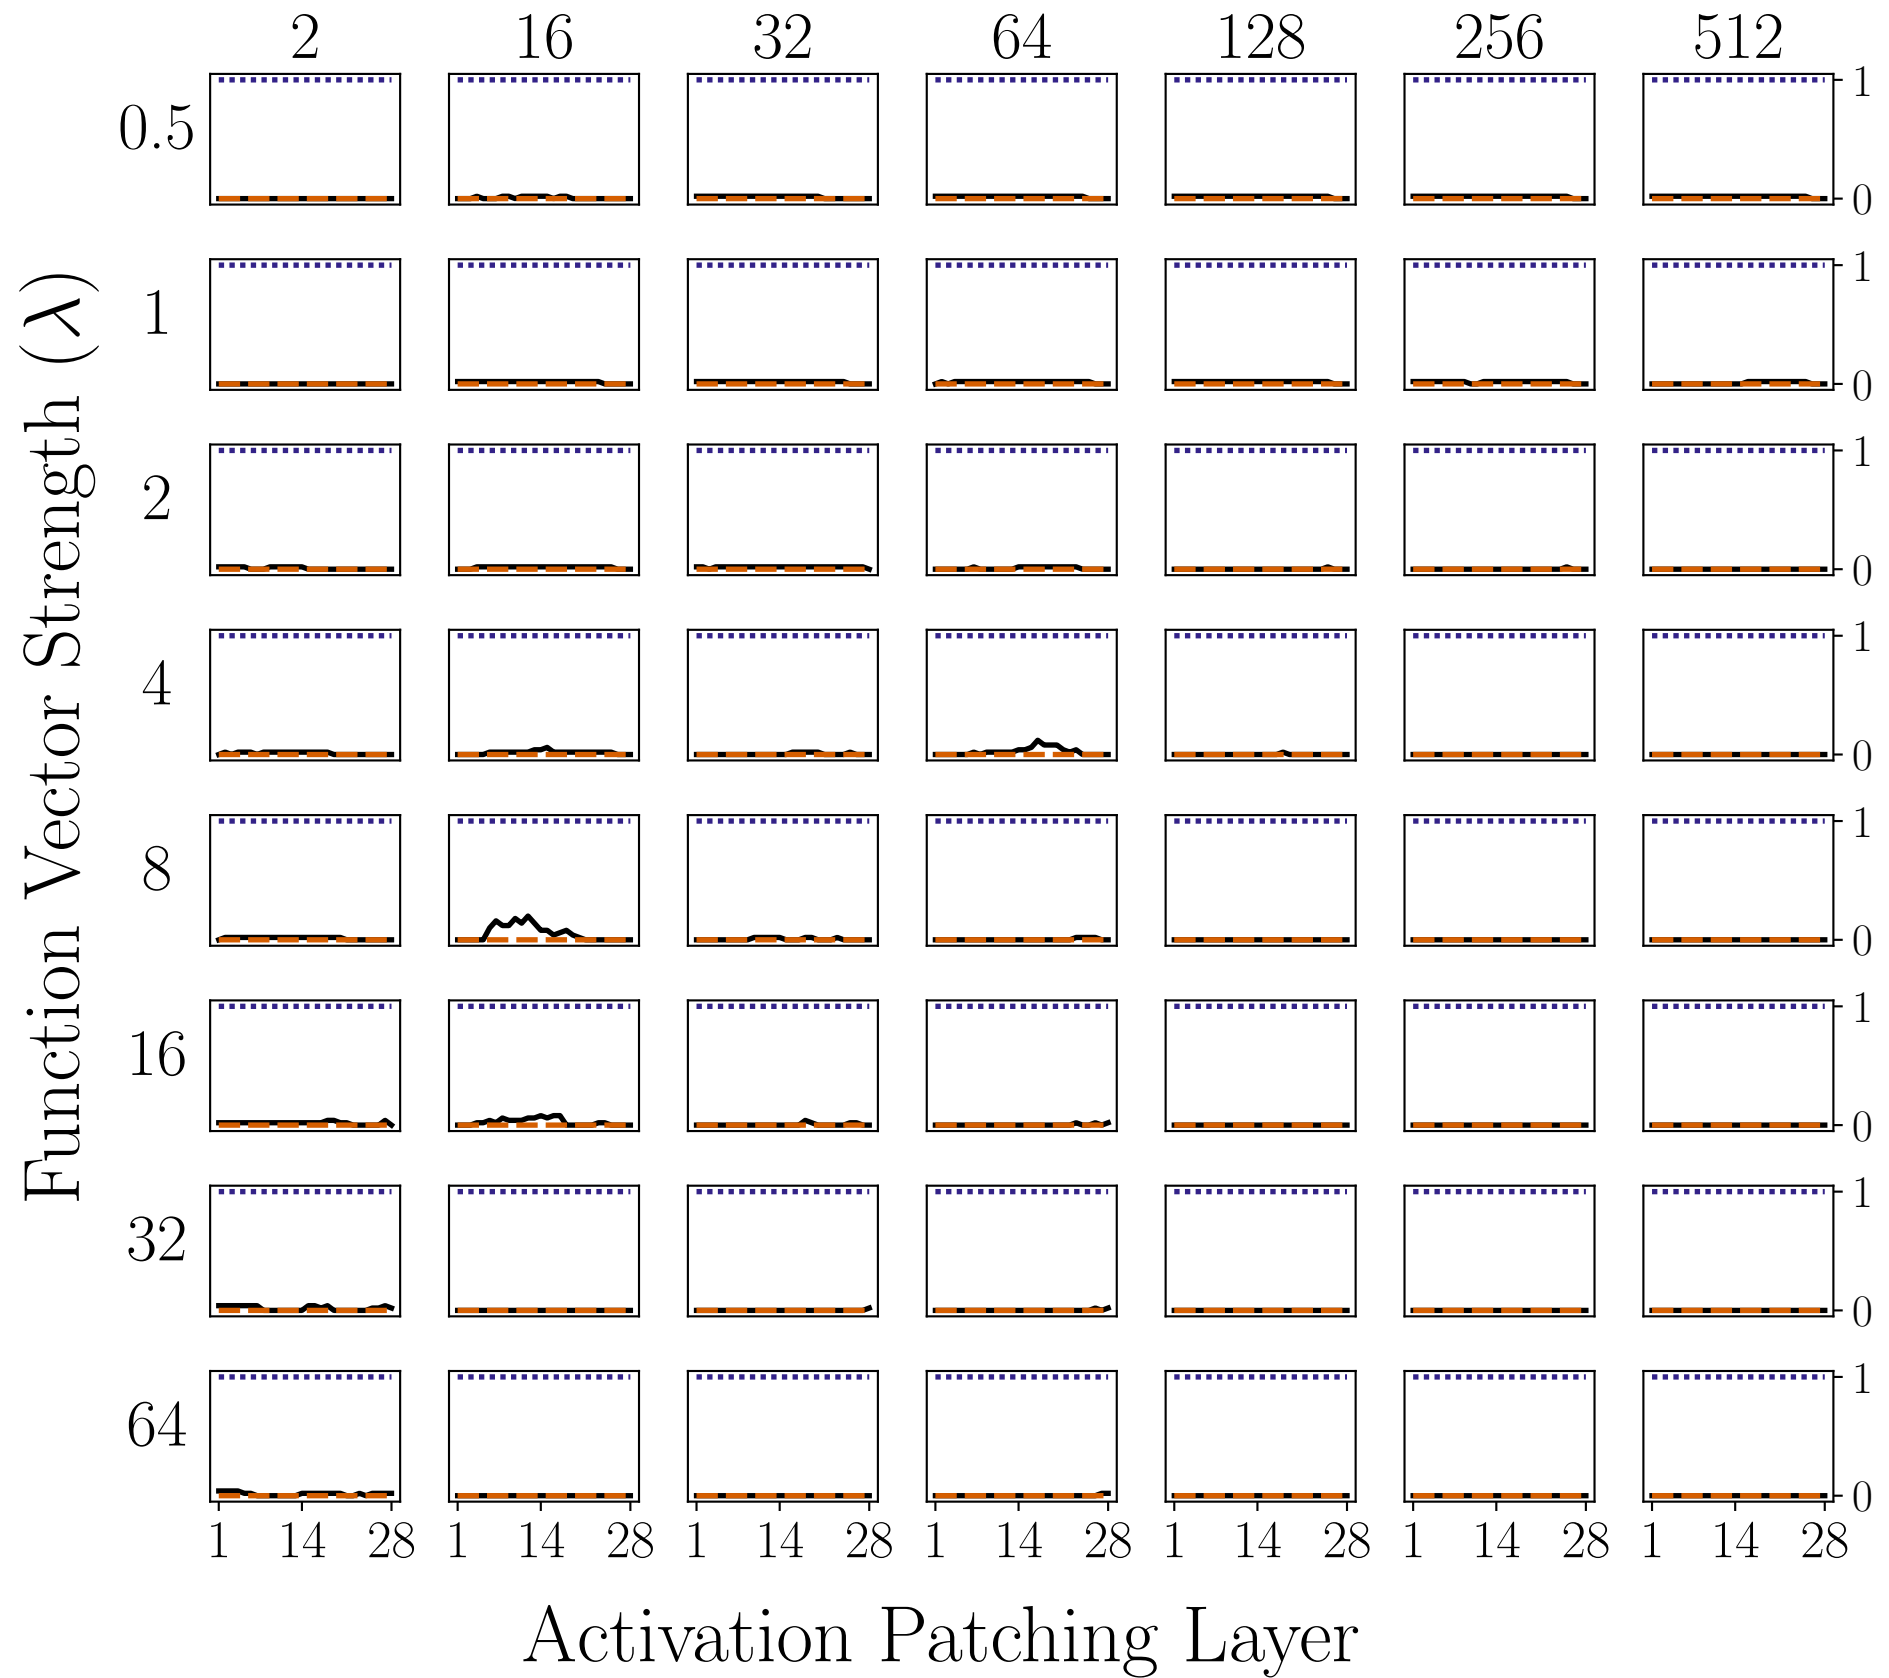 2 16 32 64 128 256 512
Function Vector Strength (λ)
0.5 1 0
1 1 0
2 1 0
4 1 0
8 1 0
16 1 0
32 1 0
64 1 0
1 14 28 1 14 28 1 14 28 1 14 28 1 14 28 1 14 28 1 14 28
Activation Patching Layer